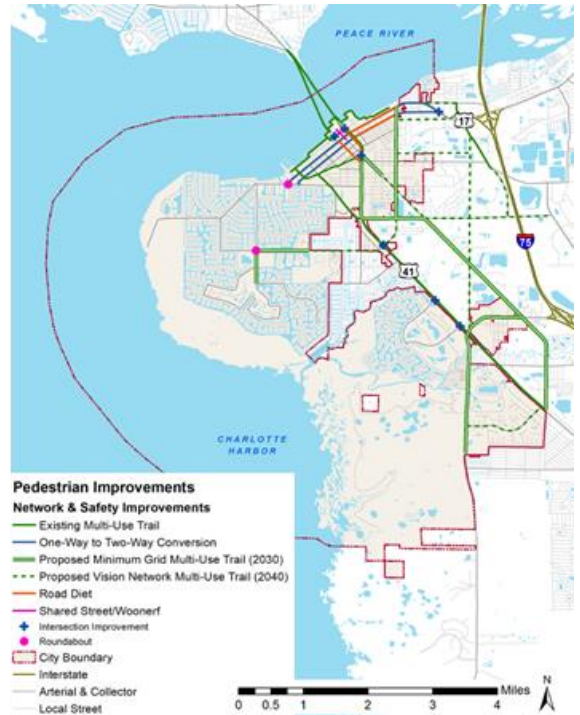 PEACE RIVER
17
75
41
CHARLOTTE
HARBOR
Pedestrian Improvements
Network & Safety Improvements
Existing Multi-Use Trail
One-Way to Two-Way Conversion
Proposed Minimum Grid Multi-Use Trail (2030)
Proposed Vision Network Multi-Use Trail (2040)
Road Diet
Shared Street/Woonerf
Intersection Improvement
Roundabout
City Boundary
Interstate
Arterial & Collector
Local Street
Miles
0 0.5 1 2 3 4
N